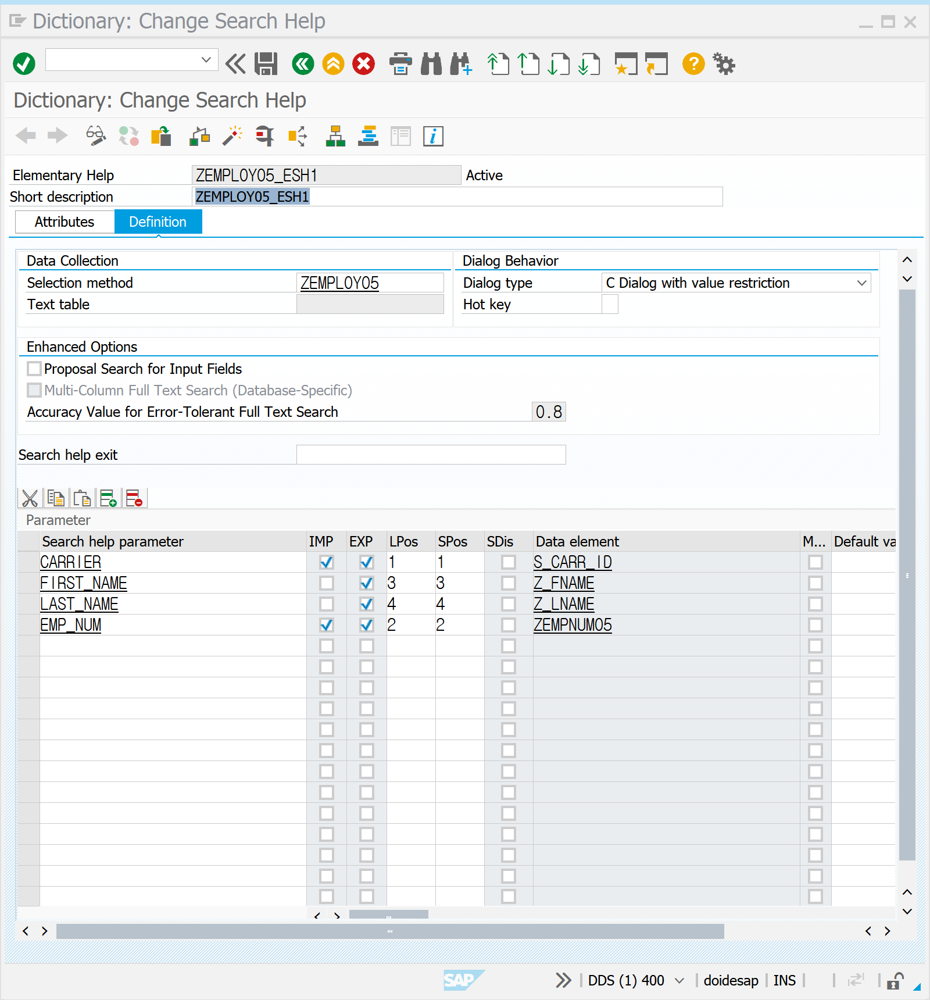 Dictionary: Change Search Help
Dictionary: Change Search Help
Elementary Help ZEMPLOY05_ESH1 Active
Short description ZEMPLOY05_ESH1
Attributes Definition
Data Collection Dialog Behavior
Selection method ZEMPLOY05 Dialog type C Dialog with value restriction
Text table Hot key
Enhanced Options
Proposal Search for Input Fields
Multi-Column Full Text Search (Database-Specific)
Accuracy Value for Error-Tolerant Full Text Search 0.8
Search help exit
Parameter
Search help parameter IMP EXP LPos SPos SDis Data element M... Default va
CARRIER 1 1 S_CARR_ID
FIRST_NAME 3 3 Z_FNAME
LAST_NAME 4 4 Z_LNAME
EMP_NUM 2 2 ZEMPNUM05
SAP DDS (1) 400 doidesap INS